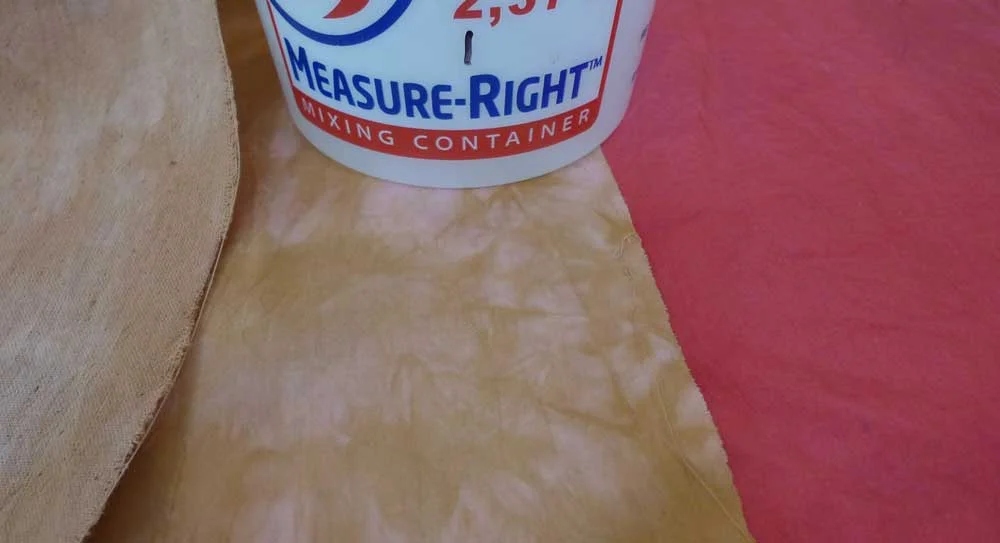 MEASURE-RIGHT™
MIXING CONTAINER